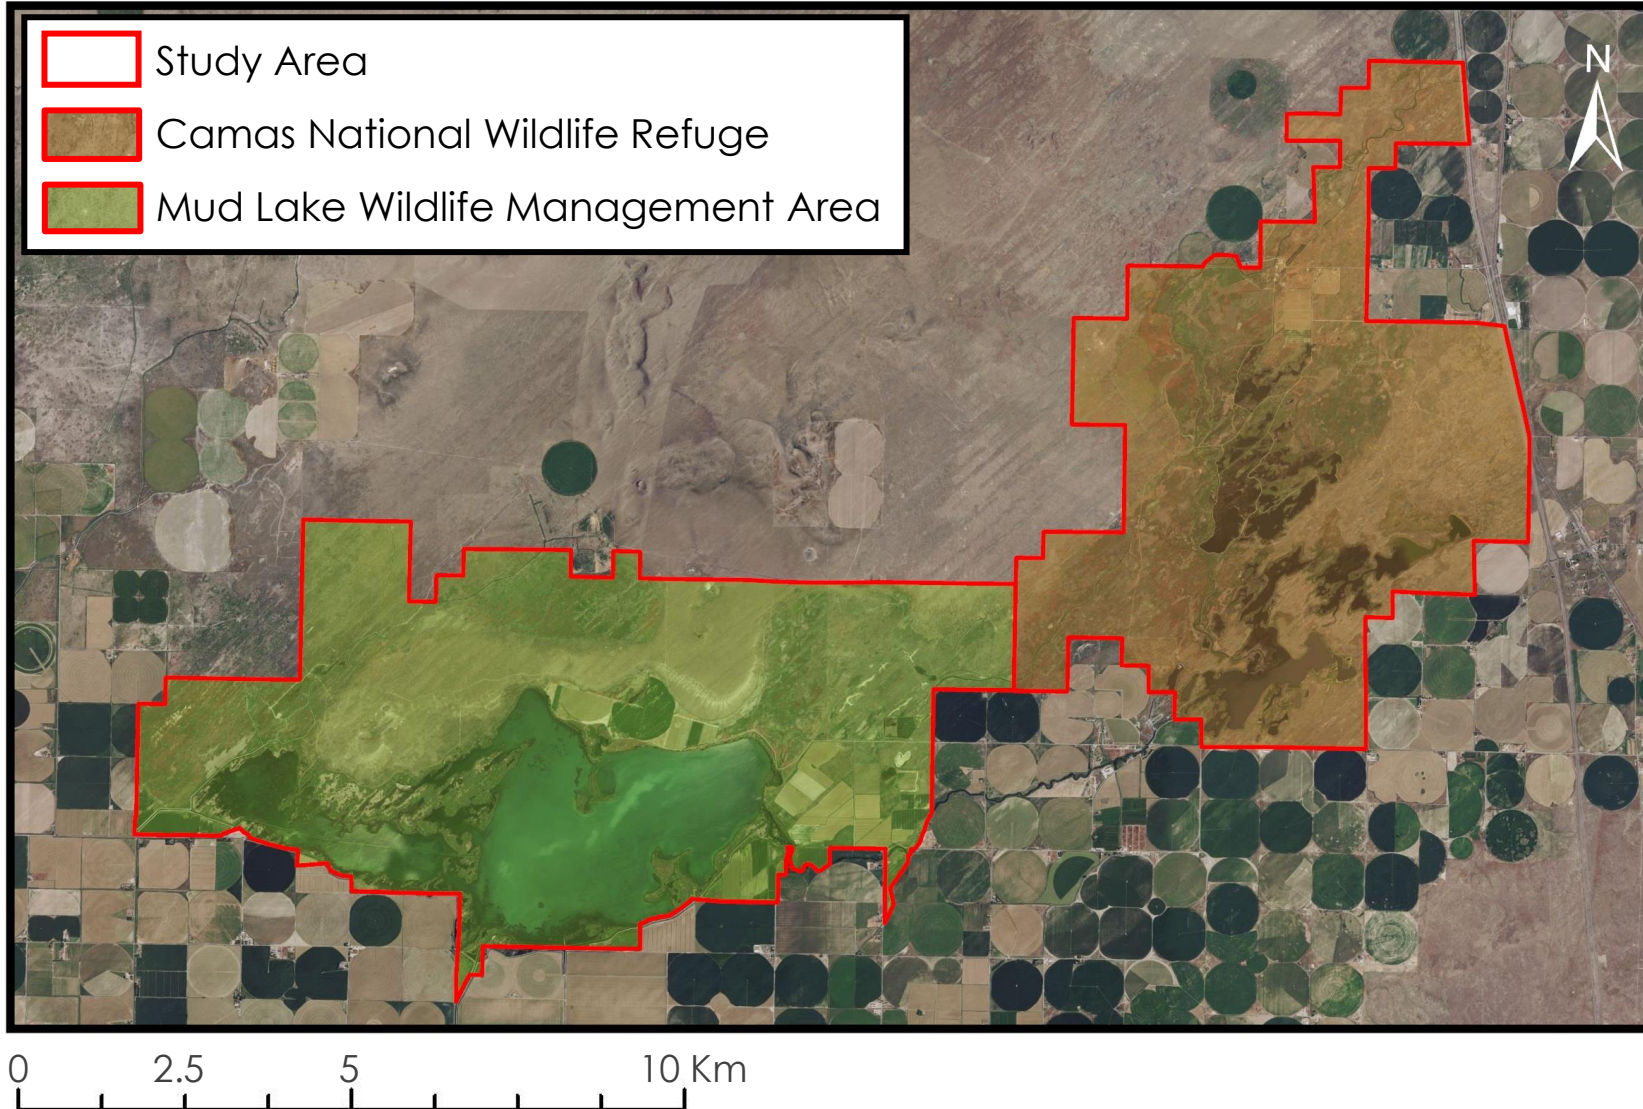 Study Area
Camas National Wildlife Refuge
Mud Lake Wildlife Management Area
N
0 2.5 5 10 Km